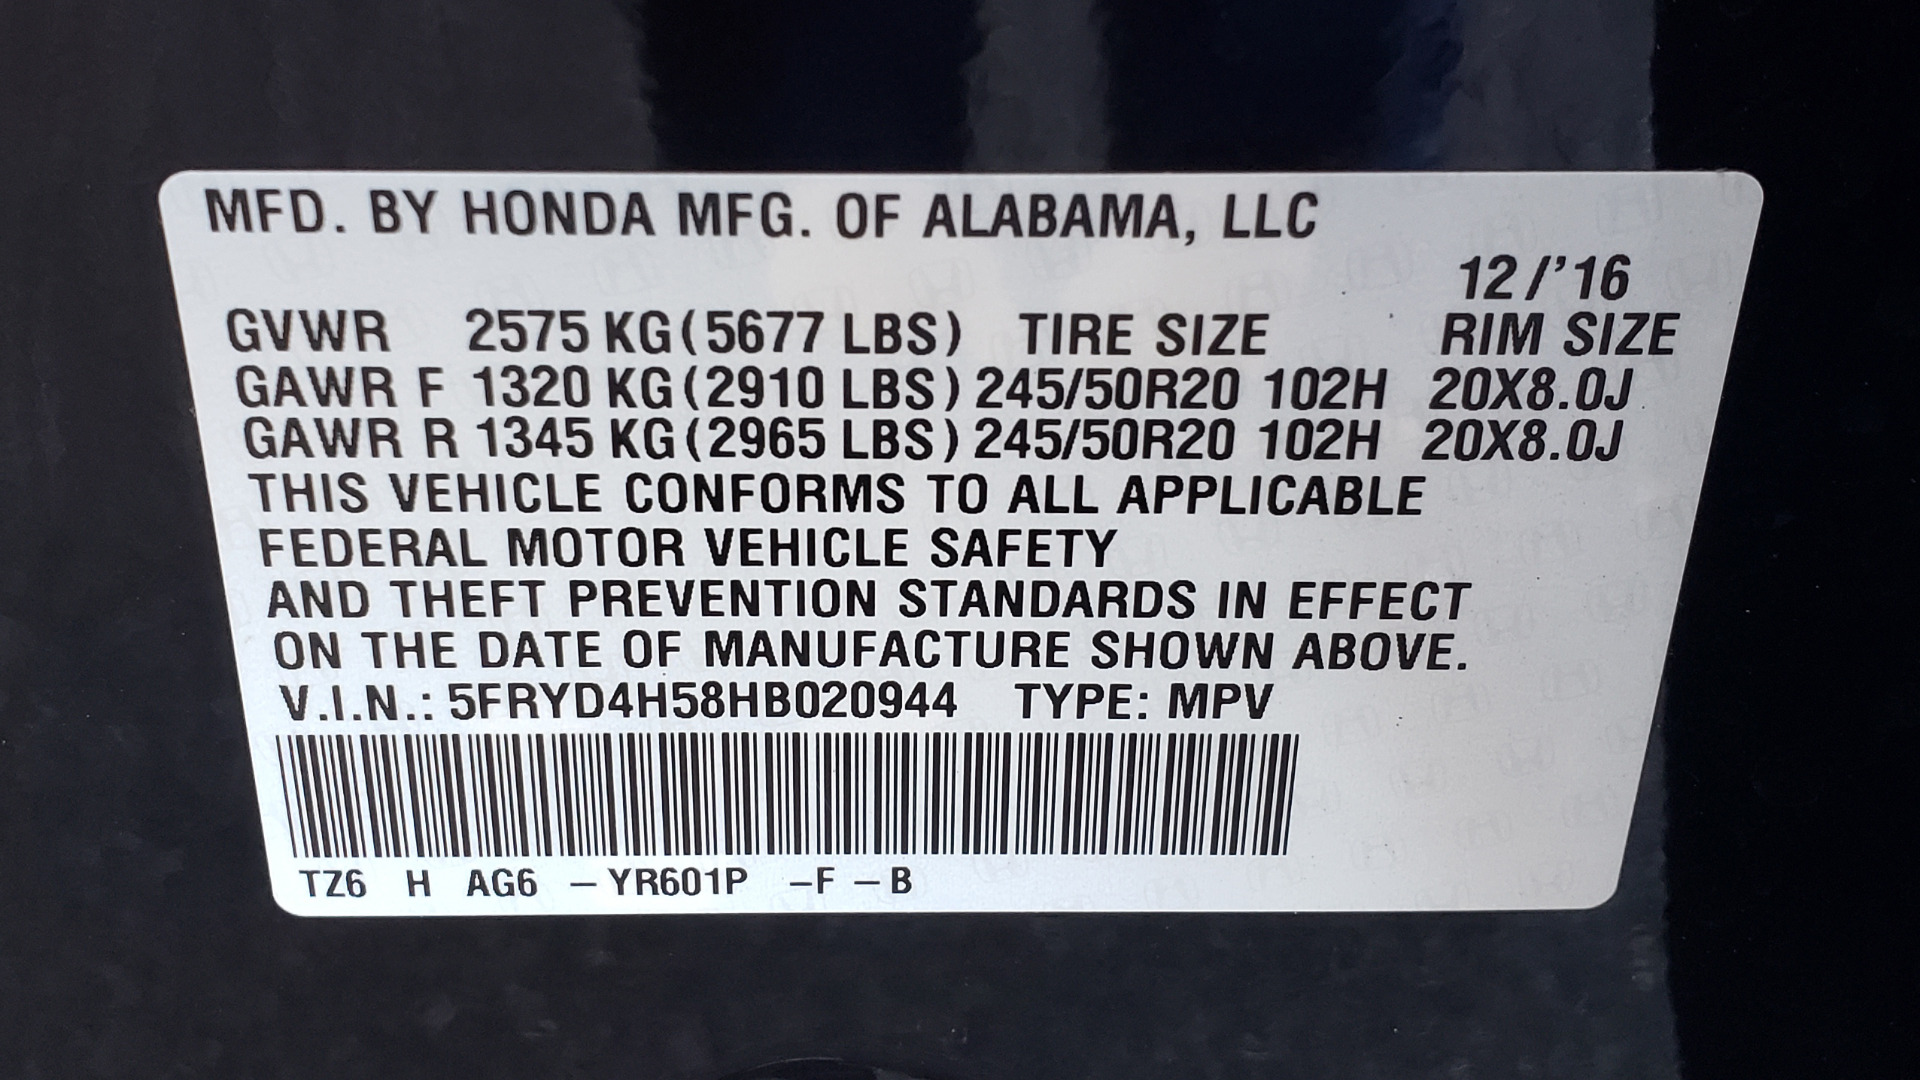 MFD. BY HONDA MFG. OF ALABAMA, LLC
12/'16
GVWR 2575 KG(5677 LBS) TIRE SIZE RIM SIZE
GAWR F 1320 KG(2910 LBS) 245/50R20 102H 20X8.0J
GAWR R 1345 KG(2965 LBS) 245/50R20 102H 20X8.0J
THIS VEHICLE CONFORMS TO ALL APPLICABLE
FEDERAL MOTOR VEHICLE SAFETY
AND THEFT PREVENTION STANDARDS IN EFFECT
ON THE DATE OF MANUFACTURE SHOWN ABOVE.
V.I.N.: 5FRYD4H58HB020944 TYPE: MPV
TZ6 H AG6 –YR601P –F –B